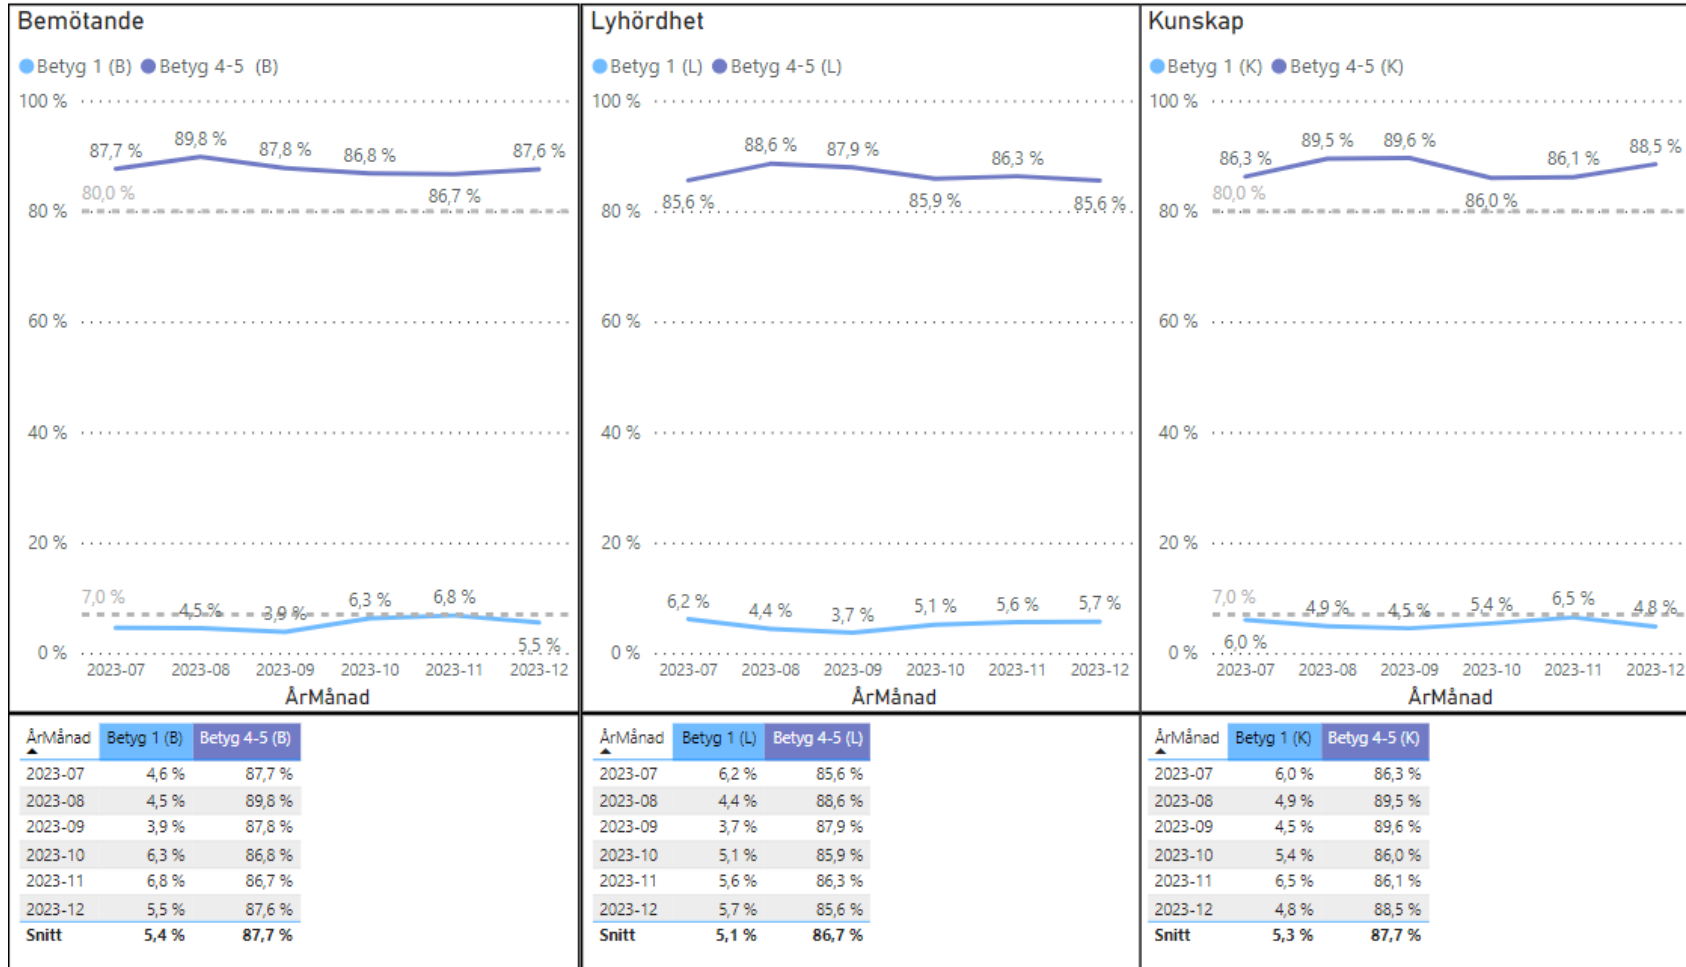 Bemötande
Betyg 1 (B) Betyg 4-5 (B)
100 %
87,7 % 89,8 % 87,8 % 86,8 % 86,7 % 87,6 %
80,0 %
80 %
60 %
40 %
20 %
7,0 %
4,5 % 3,9 % 6,3 % 6,8 % 5,5 %
0 %
2023-07 2023-08 2023-09 2023-10 2023-11 2023-12
ÅrMånad
Lyhördhet
Betyg 1 (L) Betyg 4-5 (L)
100 %
85,6 % 88,6 % 87,9 % 85,9 % 86,3 % 85,6 %
80 %
60 %
40 %
20 %
6,2 % 4,4 % 3,7 % 5,1 % 5,6 % 5,7 %
0 %
2023-07 2023-08 2023-09 2023-10 2023-11 2023-12
ÅrMånad
Kunskap
Betyg 1 (K) Betyg 4-5 (K)
100 %
86,3 % 89,5 % 89,6 % 86,0 % 86,1 % 88,5 %
80,0 %
80 %
60 %
40 %
20 %
7,0 %
6,0 % 4,9 % 4,5 % 5,4 % 6,5 % 4,8 %
0 %
2023-07 2023-08 2023-09 2023-10 2023-11 2023-12
ÅrMånad
ÅrMånad Betyg 1 (B) Betyg 4-5 (B)
2023-07 4,6 % 87,7 %
2023-08 4,5 % 89,8 %
2023-09 3,9 % 87,8 %
2023-10 6,3 % 86,8 %
2023-11 6,8 % 86,7 %
2023-12 5,5 % 87,6 %
Snitt 5,4 % 87,7 %
ÅrMånad Betyg 1 (L) Betyg 4-5 (L)
2023-07 6,2 % 85,6 %
2023-08 4,4 % 88,6 %
2023-09 3,7 % 87,9 %
2023-10 5,1 % 85,9 %
2023-11 5,6 % 86,3 %
2023-12 5,7 % 85,6 %
Snitt 5,1 % 86,7 %
ÅrMånad Betyg 1 (K) Betyg 4-5 (K)
2023-07 6,0 % 86,3 %
2023-08 4,9 % 89,5 %
2023-09 4,5 % 89,6 %
2023-10 5,4 % 86,0 %
2023-11 6,5 % 86,1 %
2023-12 4,8 % 88,5 %
Snitt 5,3 % 87,7 %